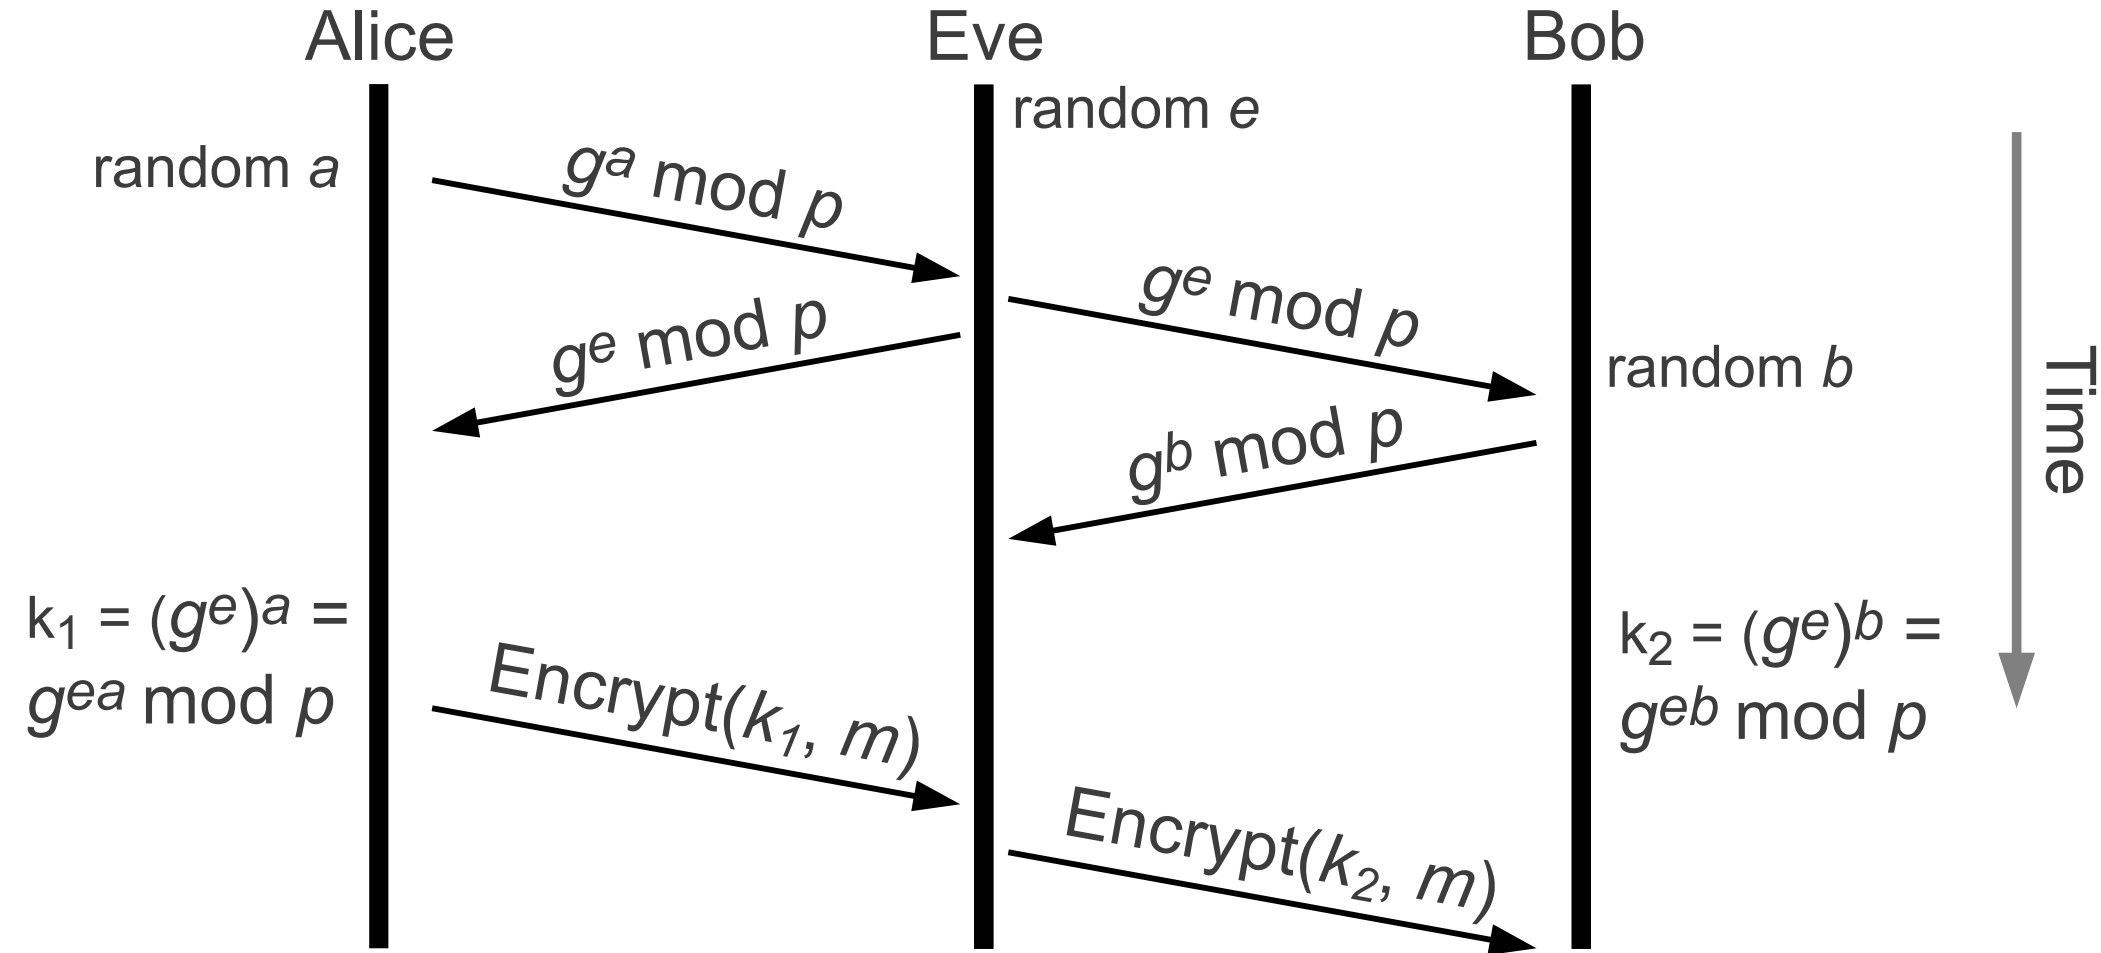 Alice
Eve
Bob
random e
random a
gᵃ mod p
gᵉ mod p
gᵉ mod p
random b
Time
gᵇ mod p
k₁ = (gᵉ)ᵃ =
gᵉᵃ mod p
k₂ = (gᵉ)ᵇ =
gᵉᵇ mod p
Encrypt(k₁, m)
Encrypt(k₂, m)